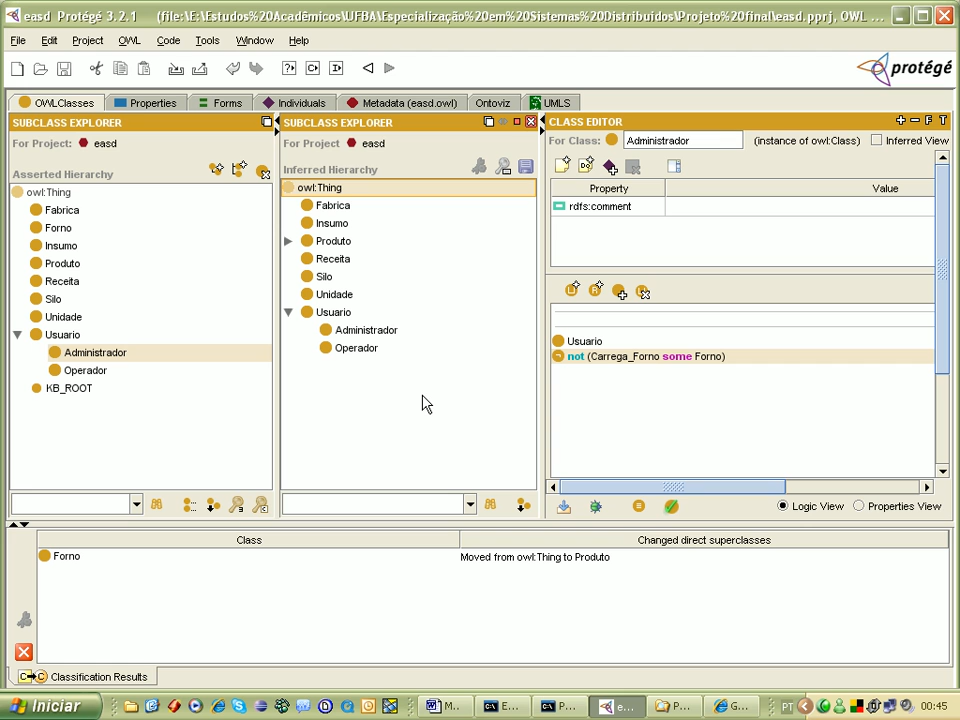 easd Protégé 3.2.1 (file:\E:\Estudos%20Acadêmicos\UFBA\Especialização%20em%20Sistemas%20Distribuidos\Projeto%20final\easd.pprj, OWL ...
File Edit Project OWL Code Tools Window Help
protégé
OWLClasses Properties Forms Individuals Metadata (easd.owl) Ontoviz UMLS
SUBCLASS EXPLORER
For Project: easd
Asserted Hierarchy
owl:Thing
Fabrica
Forno
Insumo
Produto
Receita
Silo
Unidade
Usuario
Administrador
Operador
KB_ROOT
SUBCLASS EXPLORER
For Project easd
Inferred Hierarchy
owl:Thing
Fabrica
Insumo
Produto
Receita
Silo
Unidade
Usuario
Administrador
Operador
CLASS EDITOR
F T
For Class: Administrador (instance of owl:Class) Inferred View
Property Value
rdfs:comment
Usuario
not (Carrega_Forno some Forno)
Logic View Properties View
Class Changed direct superclasses
Forno Moved from owl:Thing to Produto
Classification Results
Iniciar M... E... P... e... P... G... PT 00:45